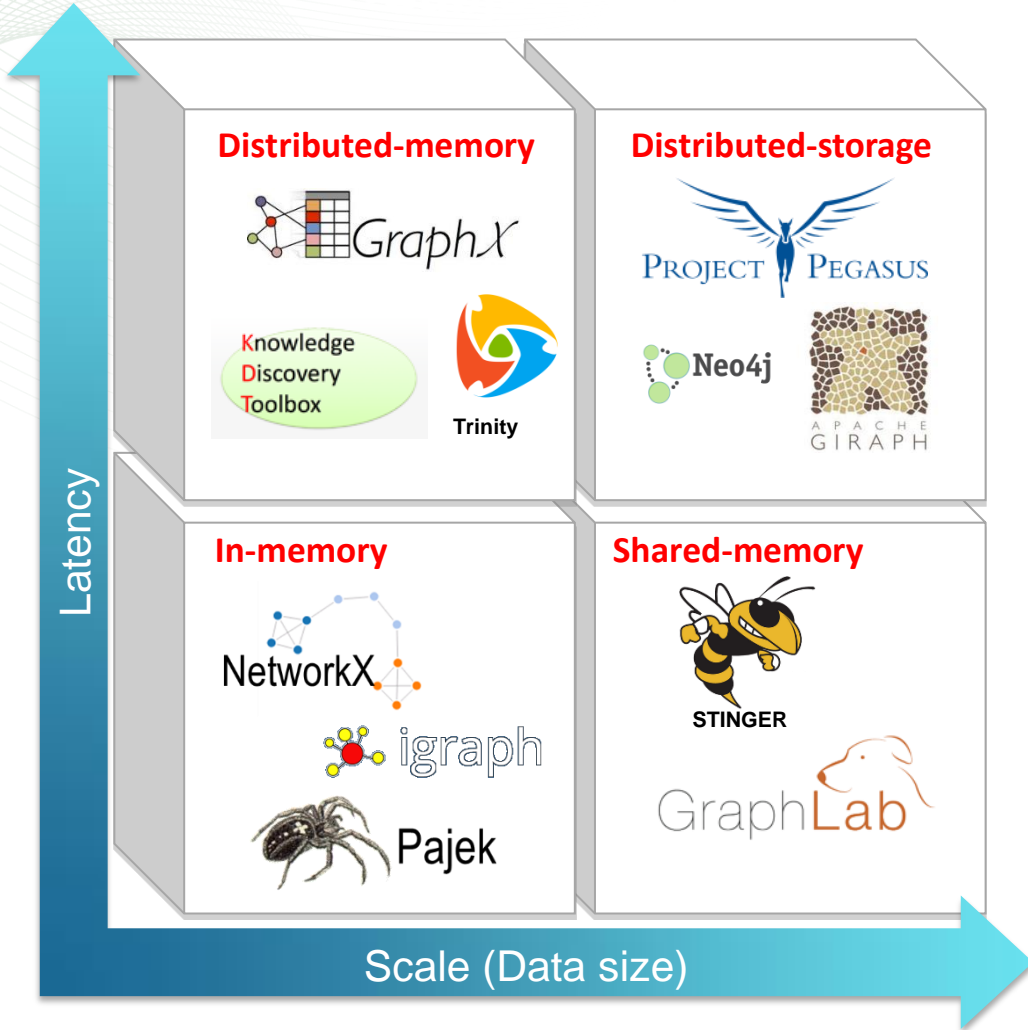 Latency
Distributed-memory
GraphX
Knowledge
Discovery
Toolbox
Trinity
Distributed-storage
PROJECT PEGASUS
Neo4j
APACHE
GIRAPH
In-memory
NetworkX
igraph
Pajek
Shared-memory
STINGER
GraphLab
Scale (Data size)